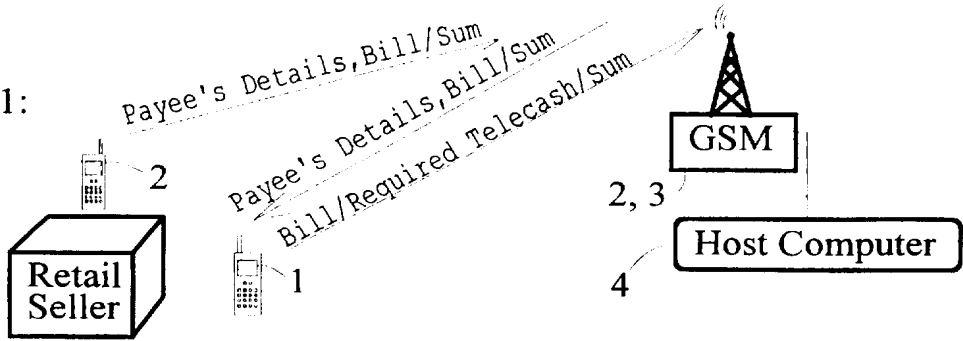 Payee's Details,Bill/Sum
1:
Payee's Details,Bill/Sum
Bill/Required Telecash/Sum
GSM
2
2, 3
Host Computer
4
Retail
Seller
1